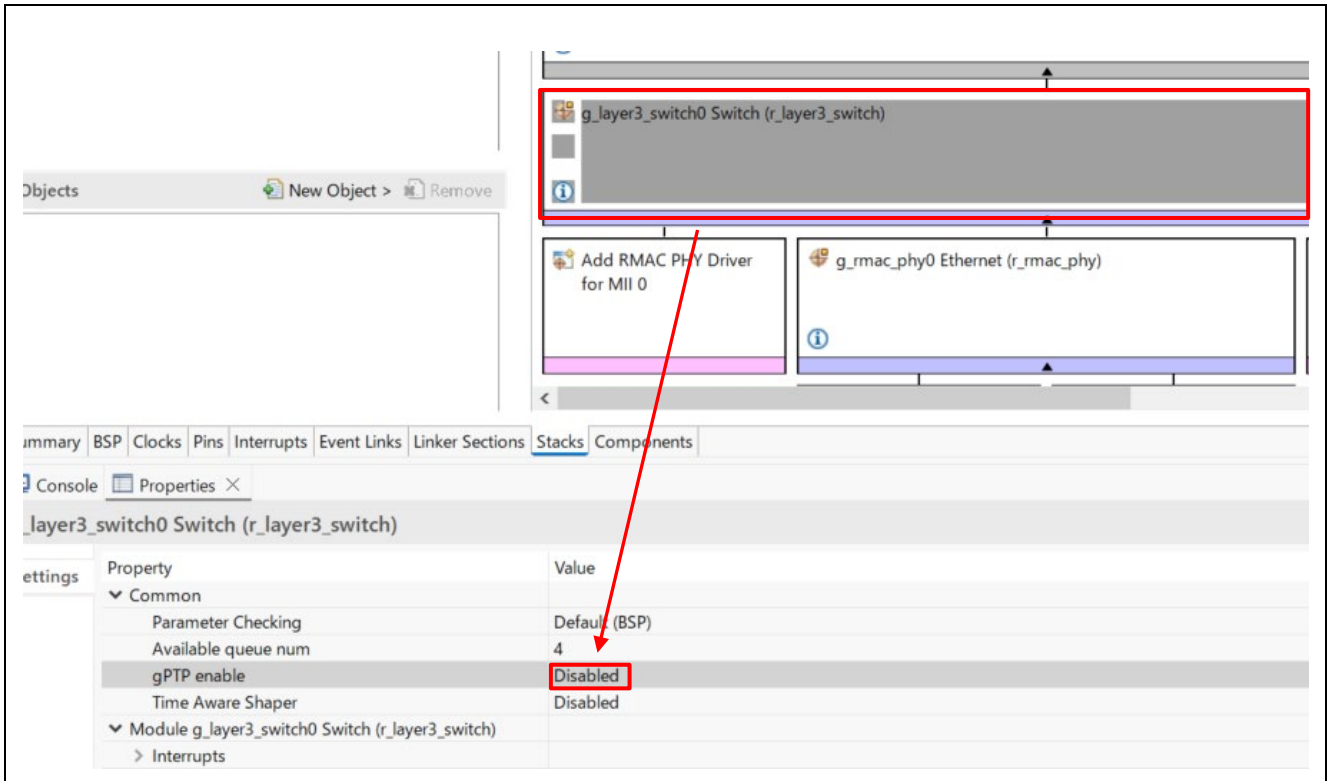 g_layer3_switch0 Switch (r_layer3_switch)
Objects
New Object >
Remove
Add RMAC PHY Driver
for MII 0
g_rmac_phy0 Ethernet (r_rmac_phy)
ummary BSP Clocks Pins Interrupts Event Links Linker Sections Stacks Components
Console Properties
_layer3_switch0 Switch (r_layer3_switch)
ettings
Property Value
Common
Parameter Checking Default (BSP)
Available queue num 4
gPTP enable Disabled
Time Aware Shaper Disabled
Module g_layer3_switch0 Switch (r_layer3_switch)
Interrupts